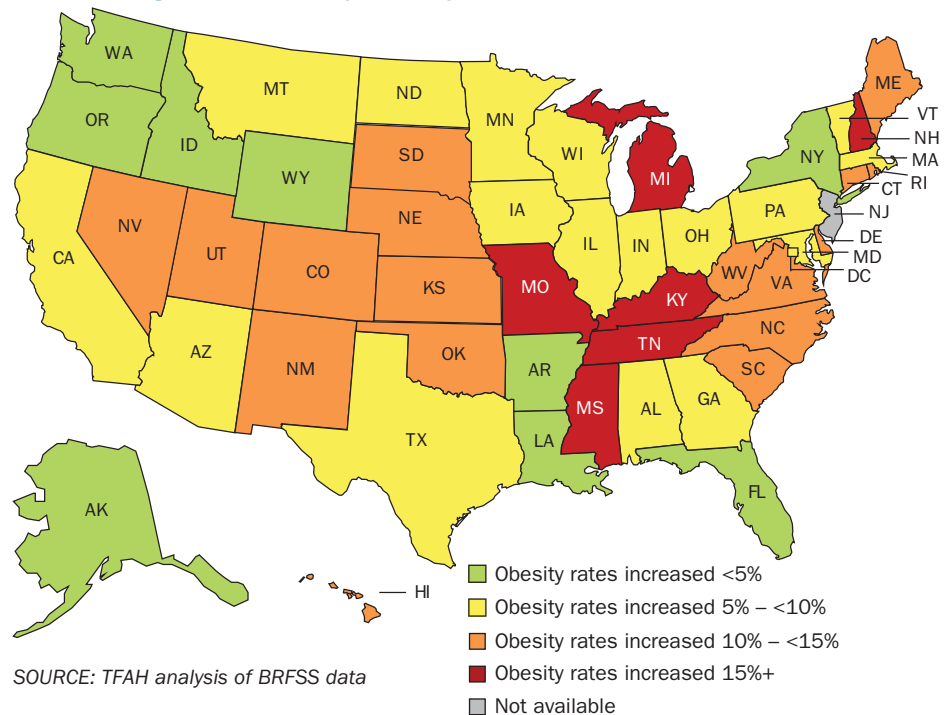 WA
MT
ND
MN
ME
VT
OR
ID
NH
SD
WI
NY
MA
WY
MI
RI
CT
IA
PA
NJ
NE
NV
OH
IL
IN
DE
CA
UT
MD
CO
WV
VA
DC
KS
MO
KY
NC
TN
AZ
OK
NM
AR
SC
MS
AL
GA
TX
LA
FL
AK
HI
Obesity rates increased <5%
Obesity rates increased 5% – <10%
Obesity rates increased 10% – <15%
Obesity rates increased 15%+
Not available
SOURCE: TFAH analysis of BRFSS data